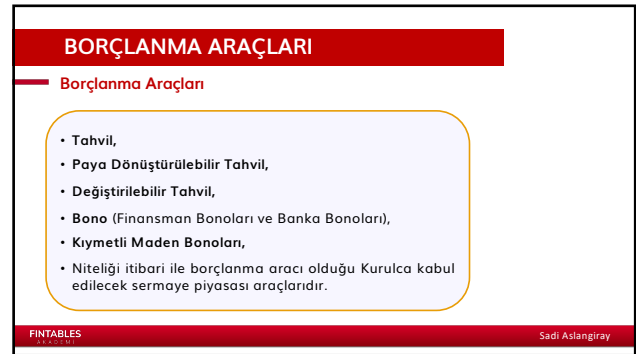 BORÇLANMA ARAÇLARI
Borçlanma Araçları
• Tahvil,
• Paya Dönüştürülebilir Tahvil,
• Değiştirilebilir Tahvil,
• Bono (Finansman Bonoları ve Banka Bonoları),
• Kıymetli Maden Bonoları,
• Niteliği itibari ile borçlanma aracı olduğu Kurulca kabul
edilecek sermaye piyasası araçlarıdır.
FINTABLES
AKADEMİ
Sadi Aslangiray